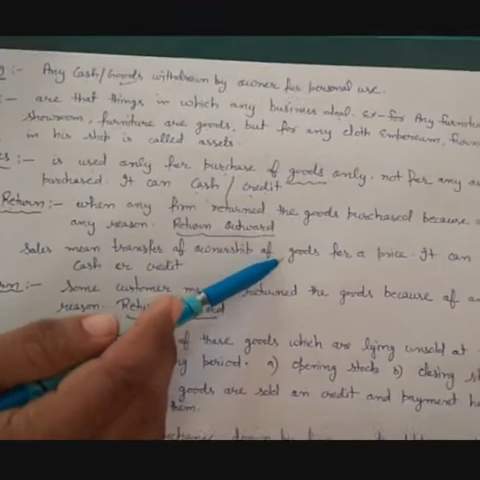 g :- Any Cash/Goods withdrawn by owner for personal use.
:- are that things in which any business deal. Ex- for Any furniture
showroom, furniture are goods, but for any cloth Emporium,
in his shop is called assets.
es :- is used only for purchase of goods only. not for any as
purchased. It can Cash / credit
Return :- when any firm returned the goods purchased because
any reason. Return outward
Sales mean transfer of ownership of goods for a price. It can
Cash or credit
rn :- Some customer returned the goods because of a
reason.
of those goods which are lying unsold at
period. a) opening stock b) closing s
goods are sold on credit and payment h
them.